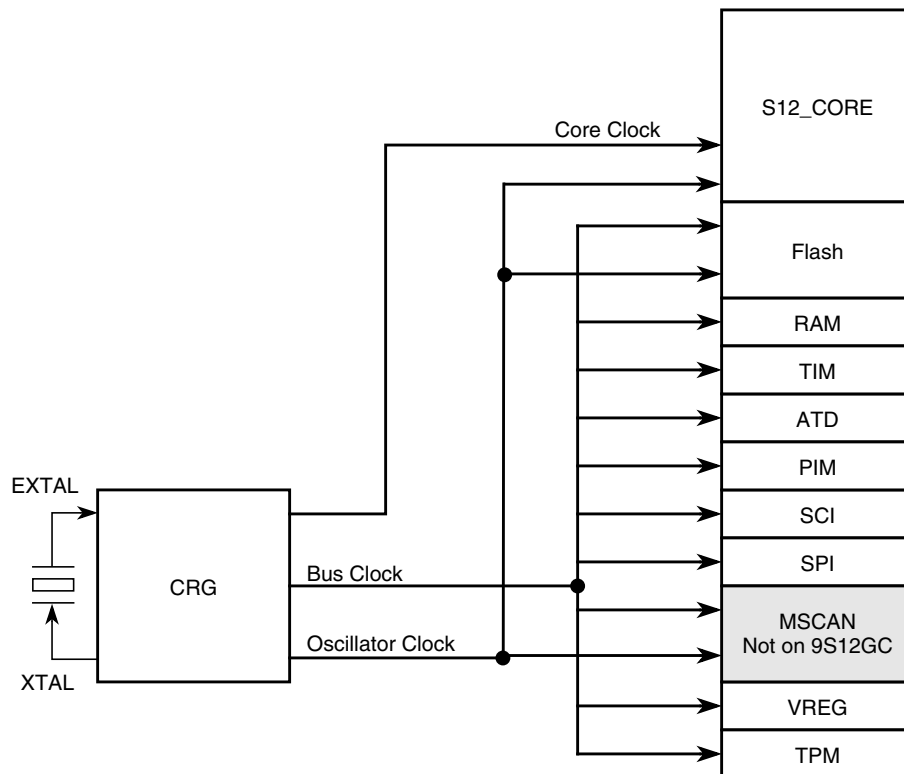 S12_CORE
Core Clock
Flash
RAM
TIM
ATD
PIM
EXTAL
SCI
SPI
Bus Clock
CRG
MSCAN
Not on 9S12GC
Oscillator Clock
XTAL
VREG
TPM